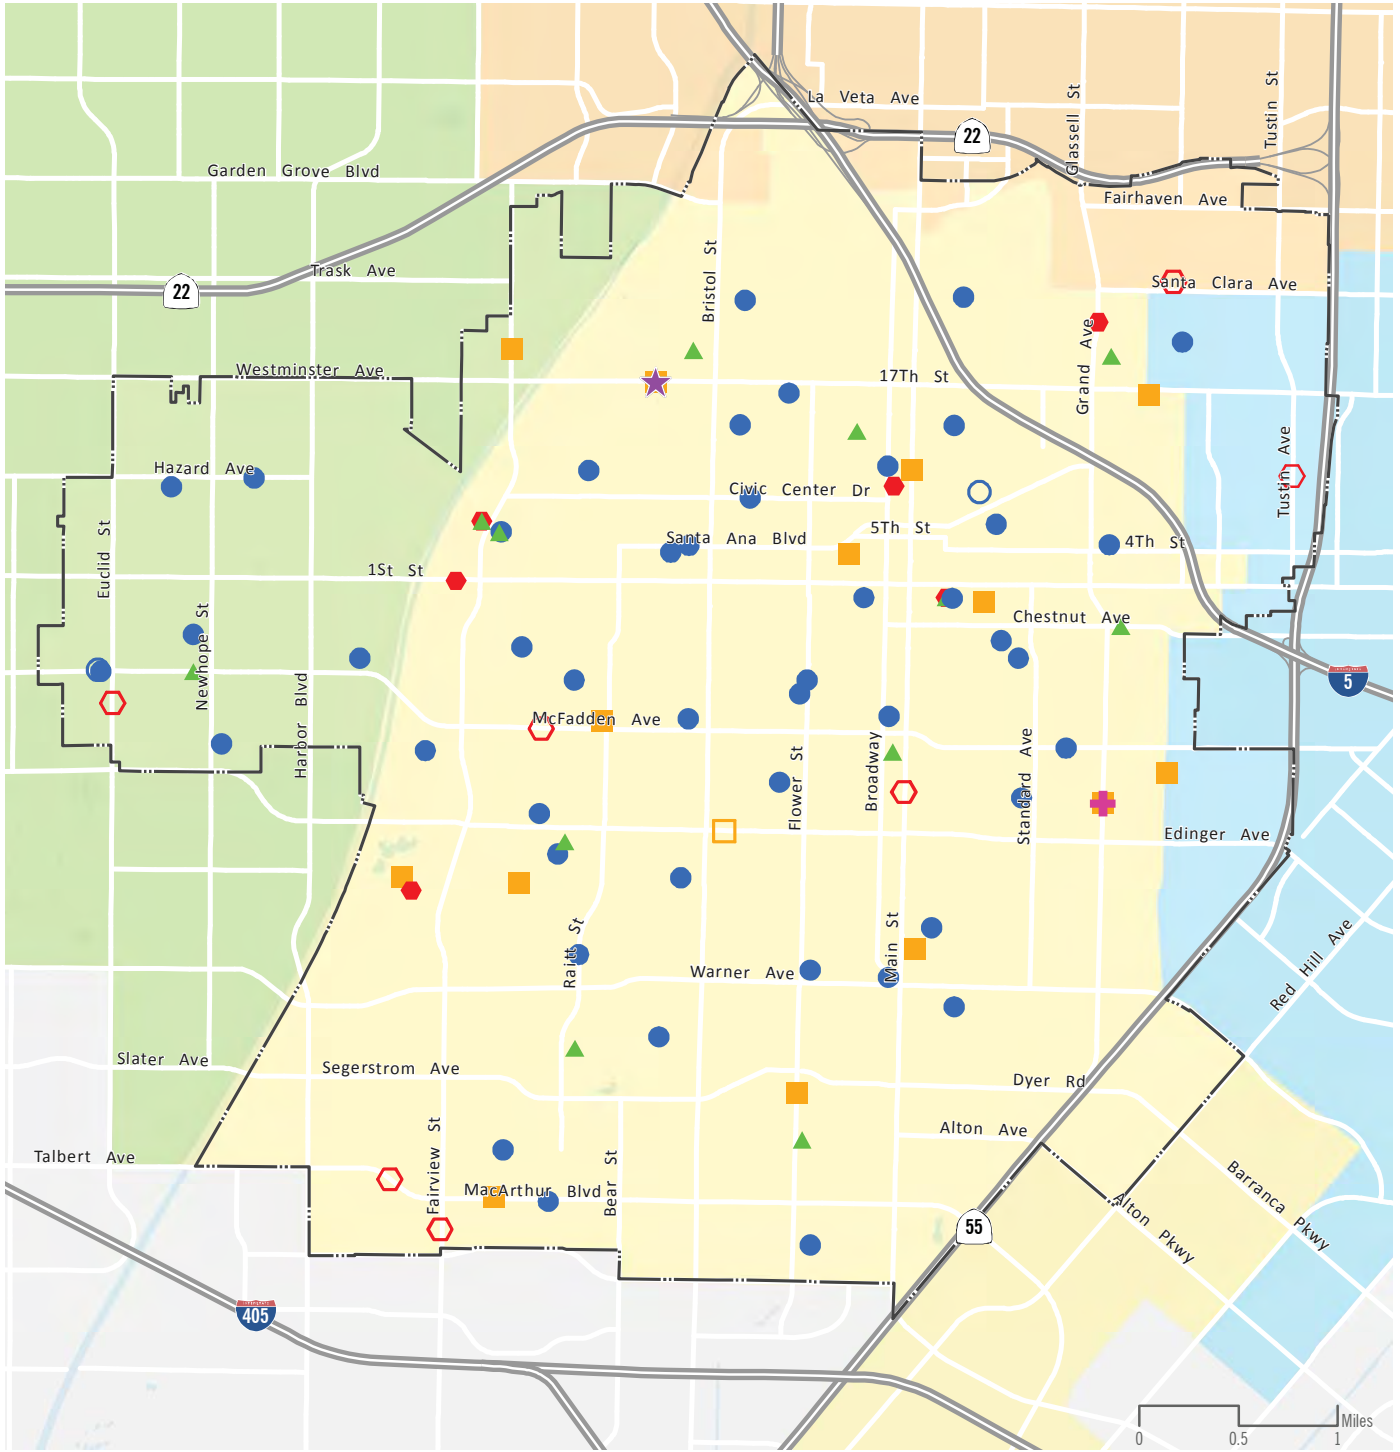 La Veta Ave
22
Glassell St
Tustin St
Garden Grove Blvd
Fairhaven Ave
Trask Ave
22
Bristol St
Santa Clara Ave
Grand Ave
Westminster Ave
17Th St
Hazard Ave
Civic Center Dr
Tustin Ave
Euclid St
Santa Ana Blvd
5Th St
4Th St
1St St
Chestnut Ave
Newhope St
Harbor Blvd
5
McFadden Ave
Flower St
Broadway
Standard Ave
Edinger Ave
Raitt St
Main St
Warner Ave
Red Hill Ave
Slater Ave
Segerstrom Ave
Dyer Rd
Alton Ave
Talbert Ave
Fairview St
MacArthur Blvd
Bear St
Barranca Pkwy
Alton Pkwy
55
405
Miles
0 0.5 1